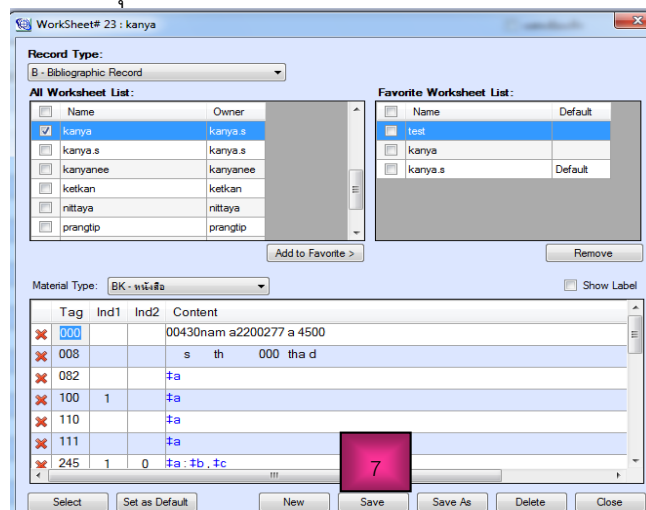 WorkSheet# 23 : kanya
Record Type:
B - Bibliographic Record
All Worksheet List:
Name Owner
kanya kanya.s
kanya.s kanya.s
kanyanee kanyanee
ketkan ketkan
nittaya nittaya
prangtip prangtip
Add to Favorite >
Favorite Worksheet List:
Name Default
test
kanya
kanya.s Default
Remove
Material Type: BK - หนังสือ
Show Label
Tag Ind1 Ind2 Content
000 00430nam a2200277 a 4500
008 s th 000 tha d
082 ‡a
100 1 ‡a
110 ‡a
111 ‡a
245 1 0 ‡a : ‡b , ‡c
7
Select Set as Default New Save Save As Delete Close